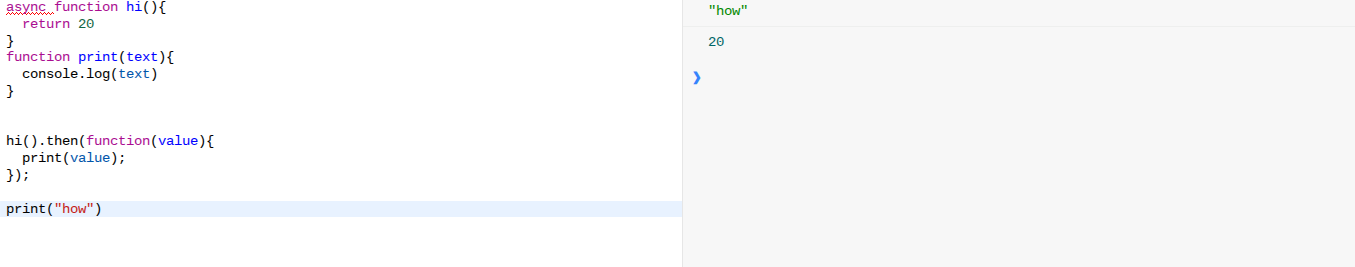 async function hi(){
  return 20
}
function print(text){
  console.log(text)
}
hi().then(function(value){
  print(value);
});
print("how")
"how"
20
❯